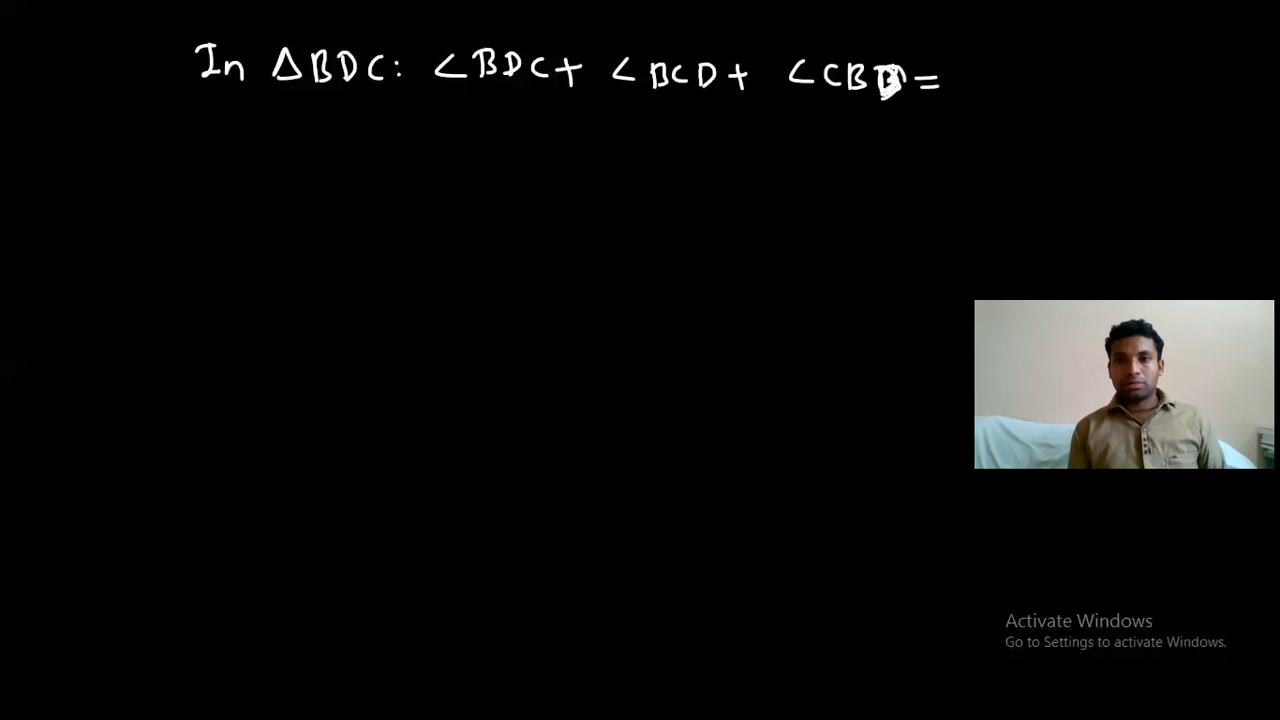 In ΔBDC: ∠BDC + ∠BCD + ∠CBD =
Activate Windows
Go to Settings to activate Windows.